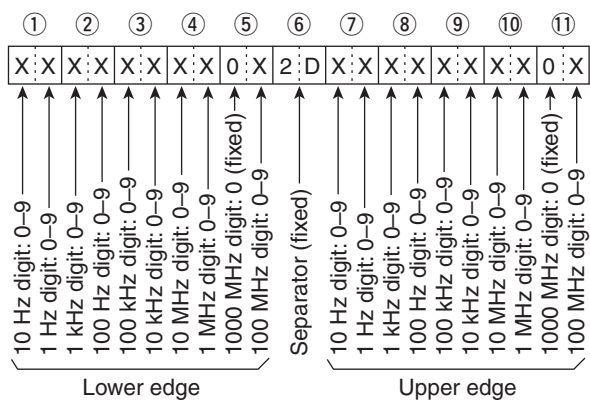 ① ② ③ ④ ⑤ ⑥ ⑦ ⑧ ⑨ ⑩ ⑪
X X X X X X X X 0 X 2 D X X X X X X X X 0 X
10 Hz digit: 0–9
1 Hz digit: 0–9
1 kHz digit: 0–9
100 Hz digit: 0–9
100 kHz digit: 0–9
10 kHz digit: 0–9
10 MHz digit: 0–9
1 MHz digit: 0–9
1000 MHz digit: 0 (fixed)
100 MHz digit: 0–9
Separator (fixed)
10 Hz digit: 0–9
1 Hz digit: 0–9
1 kHz digit: 0–9
100 Hz digit: 0–9
100 kHz digit: 0–9
10 kHz digit: 0–9
10 MHz digit: 0–9
1 MHz digit: 0–9
1000 MHz digit: 0 (fixed)
100 MHz digit: 0–9
Lower edge
Upper edge